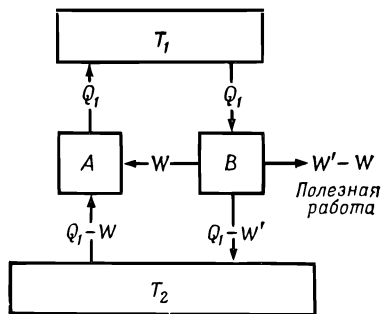 T₁
Q₁
Q₁
A
W
B
W′ – W
Полезная
работа
Q₁ – W
Q₁ – W′
T₂